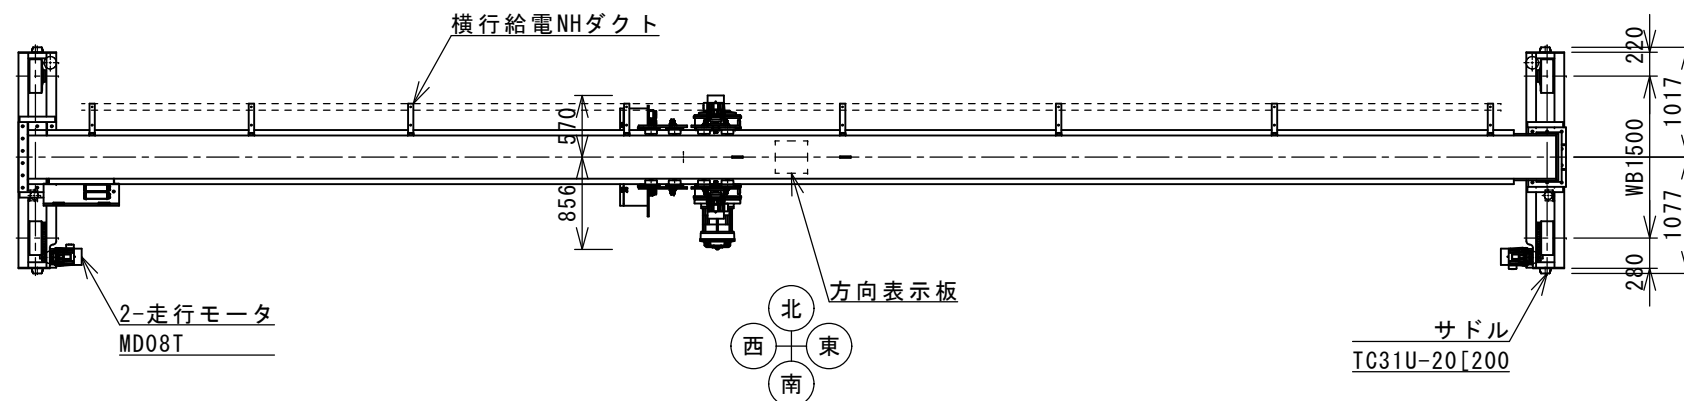 横行給電NHダクト
220
1017
570
WB1500
856
1077
280
方向表示板
2-走行モータ
MD08T
北
西
東
南
サドル
TC31U-20[200